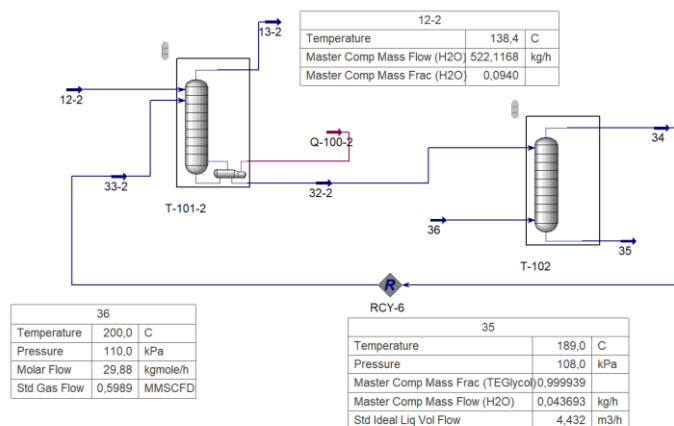 13-2
12-2
Temperature 138,4 C
Master Comp Mass Flow (H2O) 522,1168 kg/h
Master Comp Mass Frac (H2O) 0,0940
12-2
33-2
Q-100-2
32-2
T-101-2
34
36
35
T-102
R
RCY-6
36
Temperature 200,0 C
Pressure 110,0 kPa
Molar Flow 29,88 kgmole/h
Std Gas Flow 0,5989 MMSCFD
35
Temperature 189,0 C
Pressure 108,0 kPa
Master Comp Mass Frac (TEGlycol) 0,999939
Master Comp Mass Flow (H2O) 0,043693 kg/h
Std Ideal Liq Vol Flow 4,432 m3/h